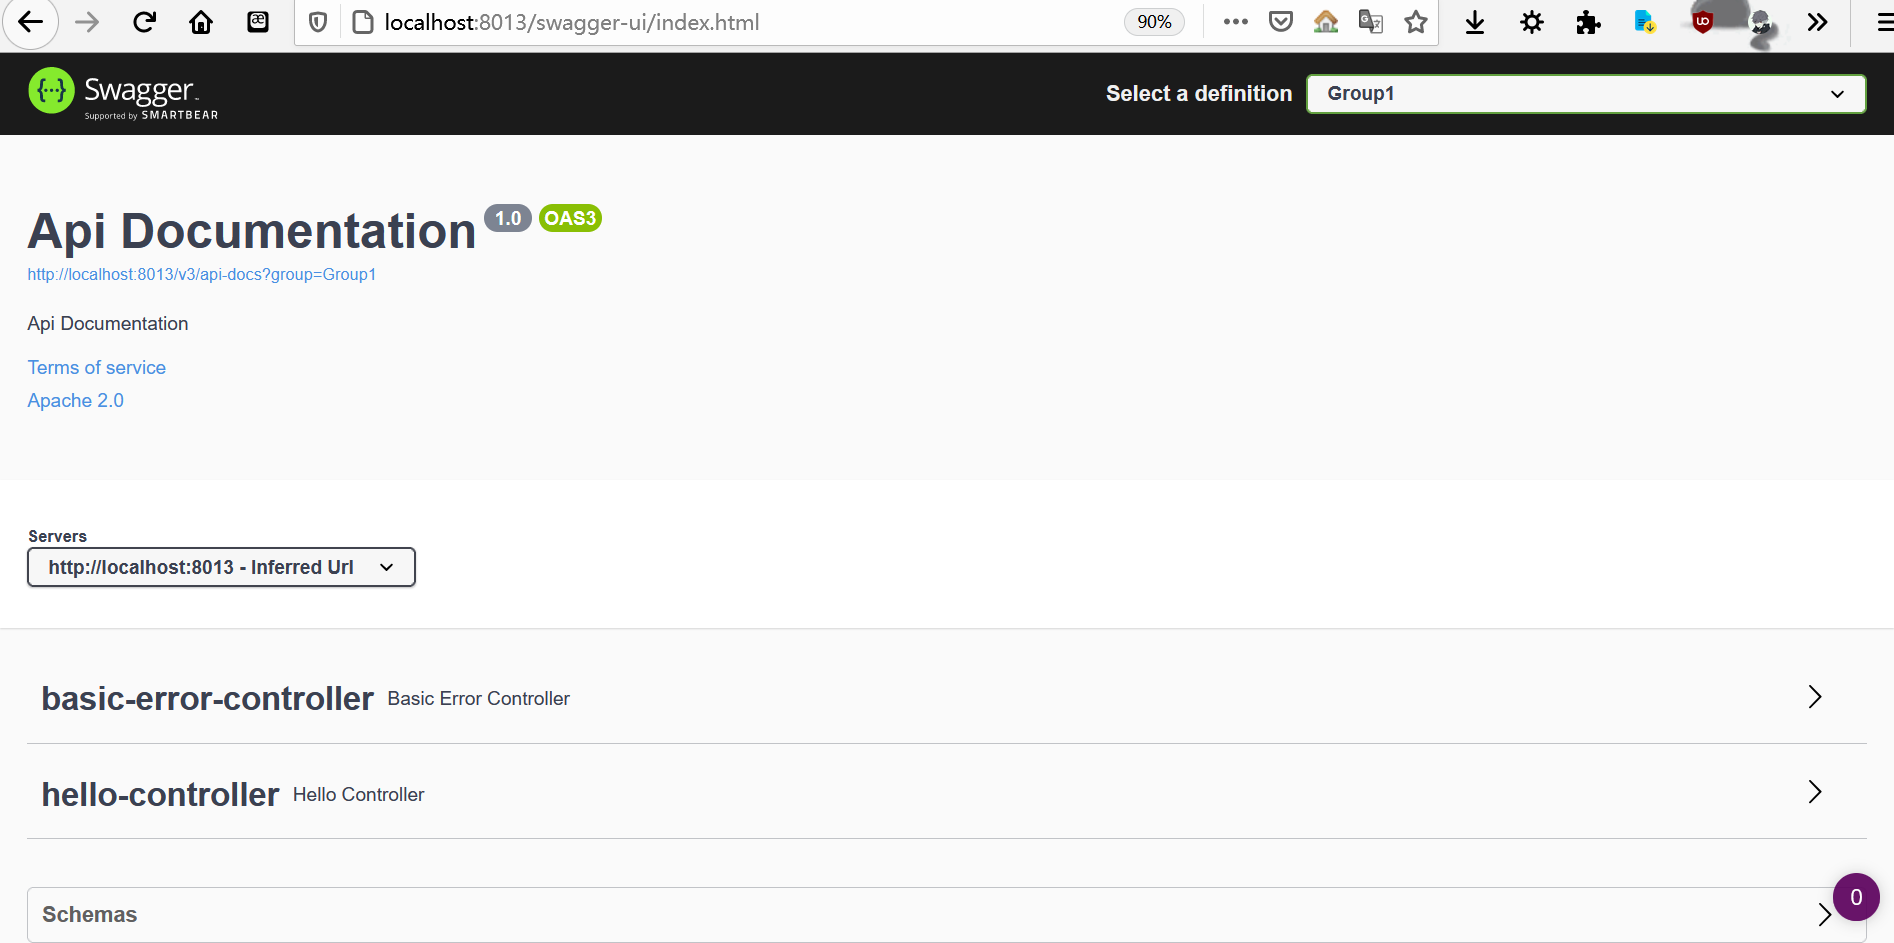 localhost:8013/swagger-ui/index.html 90%
Swagger
Supported by SMARTBEAR
Select a definition Group1
Api Documentation 1.0 OAS3
http://localhost:8013/v3/api-docs?group=Group1
Api Documentation
Terms of service
Apache 2.0
Servers
http://localhost:8013 - Inferred Url
basic-error-controller Basic Error Controller
hello-controller Hello Controller
Schemas
0